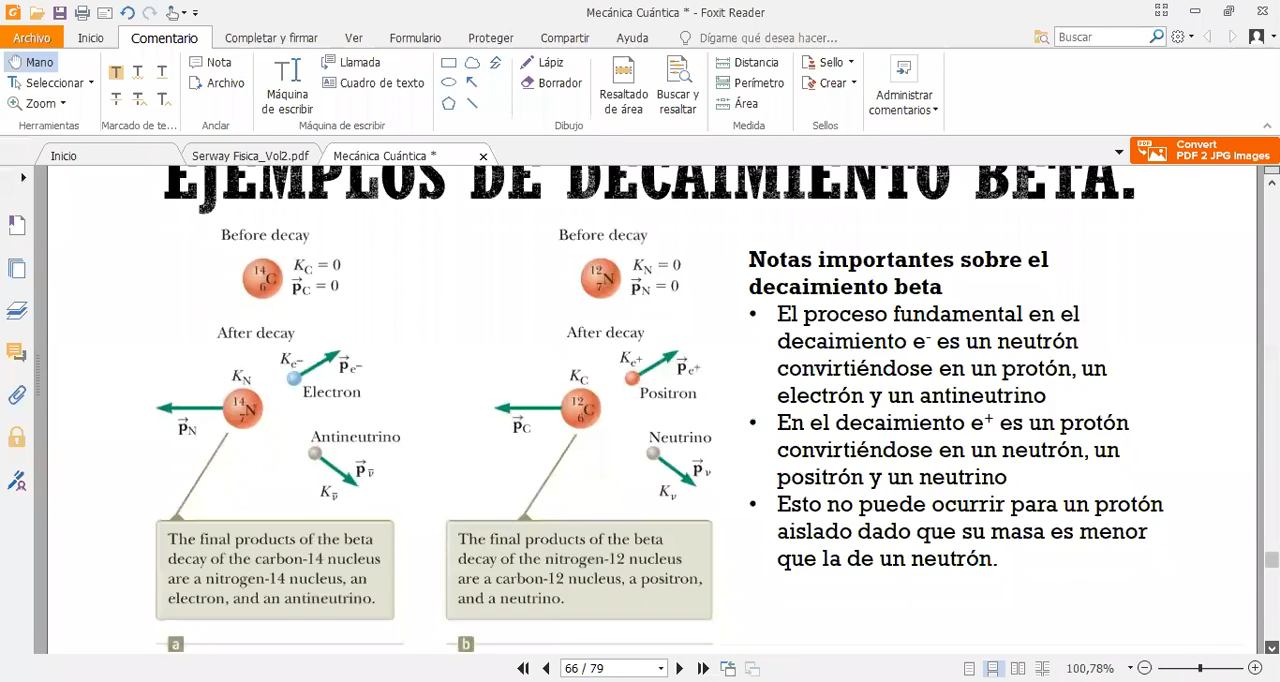 Mecánica Cuántica * - Foxit Reader
Archivo Inicio Comentario Completar y firmar Ver Formulario Proteger Compartir Ayuda Dígame qué desea hacer... Buscar
Mano
Seleccionar
Zoom
Herramientas
T T T
T T T
Marcado de te...
Nota
Archivo
Anclar
Máquina
de escribir
Llamada
Cuadro de texto
Máquina de escribir
Lápiz
Borrador
Dibujo
Resaltado
de área
Buscar y
resaltar
Distancia
Perímetro
Área
Medida
Sello
Crear
Sellos
Administrar
comentarios
Inicio Serway Fisica_Vol2.pdf Mecánica Cuántica *
Convert
PDF 2 JPG Images
EJEMPLOS DE DECAIMIENTO BETA.
Before decay
14 6 C
K_C = 0
p_C = 0
After decay
K_e−
p_e−
Electron
K_N
14 7 N
p_N
Antineutrino
p_ν̄
K_ν̄
The final products of the beta
decay of the carbon-14 nucleus
are a nitrogen-14 nucleus, an
electron, and an antineutrino.
a
Before decay
12 7 N
K_N = 0
p_N = 0
After decay
K_e+
p_e+
Positron
K_C
12 6 C
p_C
Neutrino
p_ν
K_ν
The final products of the beta
decay of the nitrogen-12 nucleus
are a carbon-12 nucleus, a positron,
and a neutrino.
b
Notas importantes sobre el
decaimiento beta
• El proceso fundamental en el
decaimiento e⁻ es un neutrón
convirtiéndose en un protón, un
electrón y un antineutrino
• En el decaimiento e⁺ es un protón
convirtiéndose en un neutrón, un
positrón y un neutrino
• Esto no puede ocurrir para un protón
aislado dado que su masa es menor
que la de un neutrón.
66 / 79
100,78%